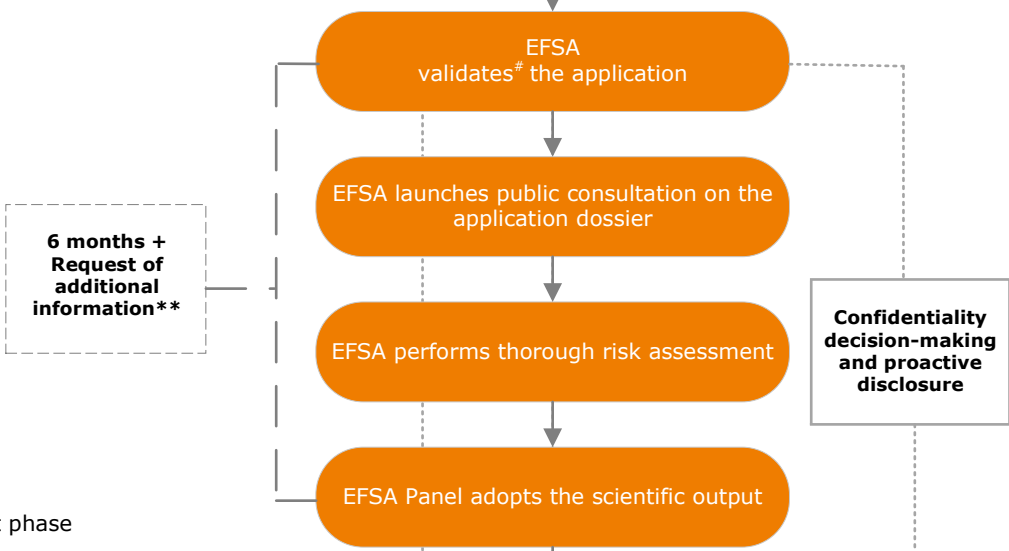 EFSA
validates# the application
EFSA launches public consultation on the
application dossier
6 months +
Request of
additional
information**
Confidentiality
decision-making
and proactive
disclosure
EFSA performs thorough risk assessment
EFSA Panel adopts the scientific output
phase